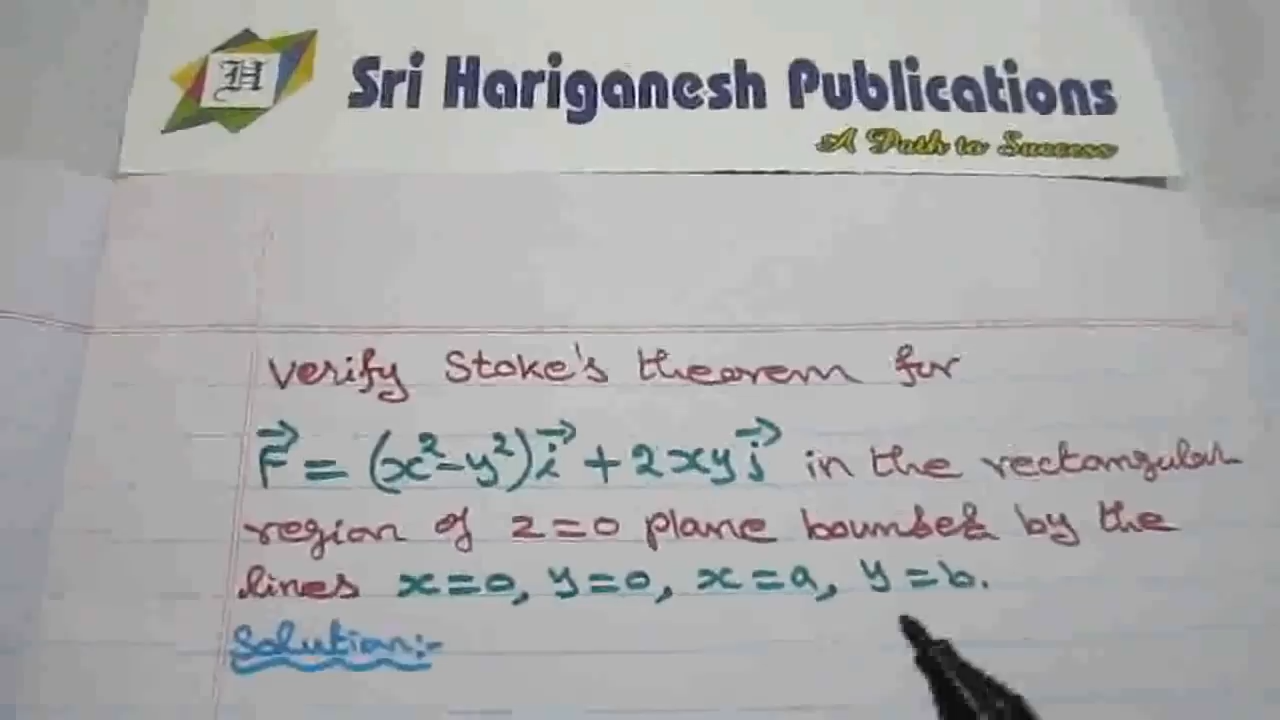 H
Sri Hariganesh Publications
A Path to Success
Verify Stoke's theorem for
F⃗ = (x²-y²)i⃗ + 2xyj⃗ in the rectangular
region of z=0 plane bounded by the
lines x=0, y=0, x=a, y=b.
Solution:-